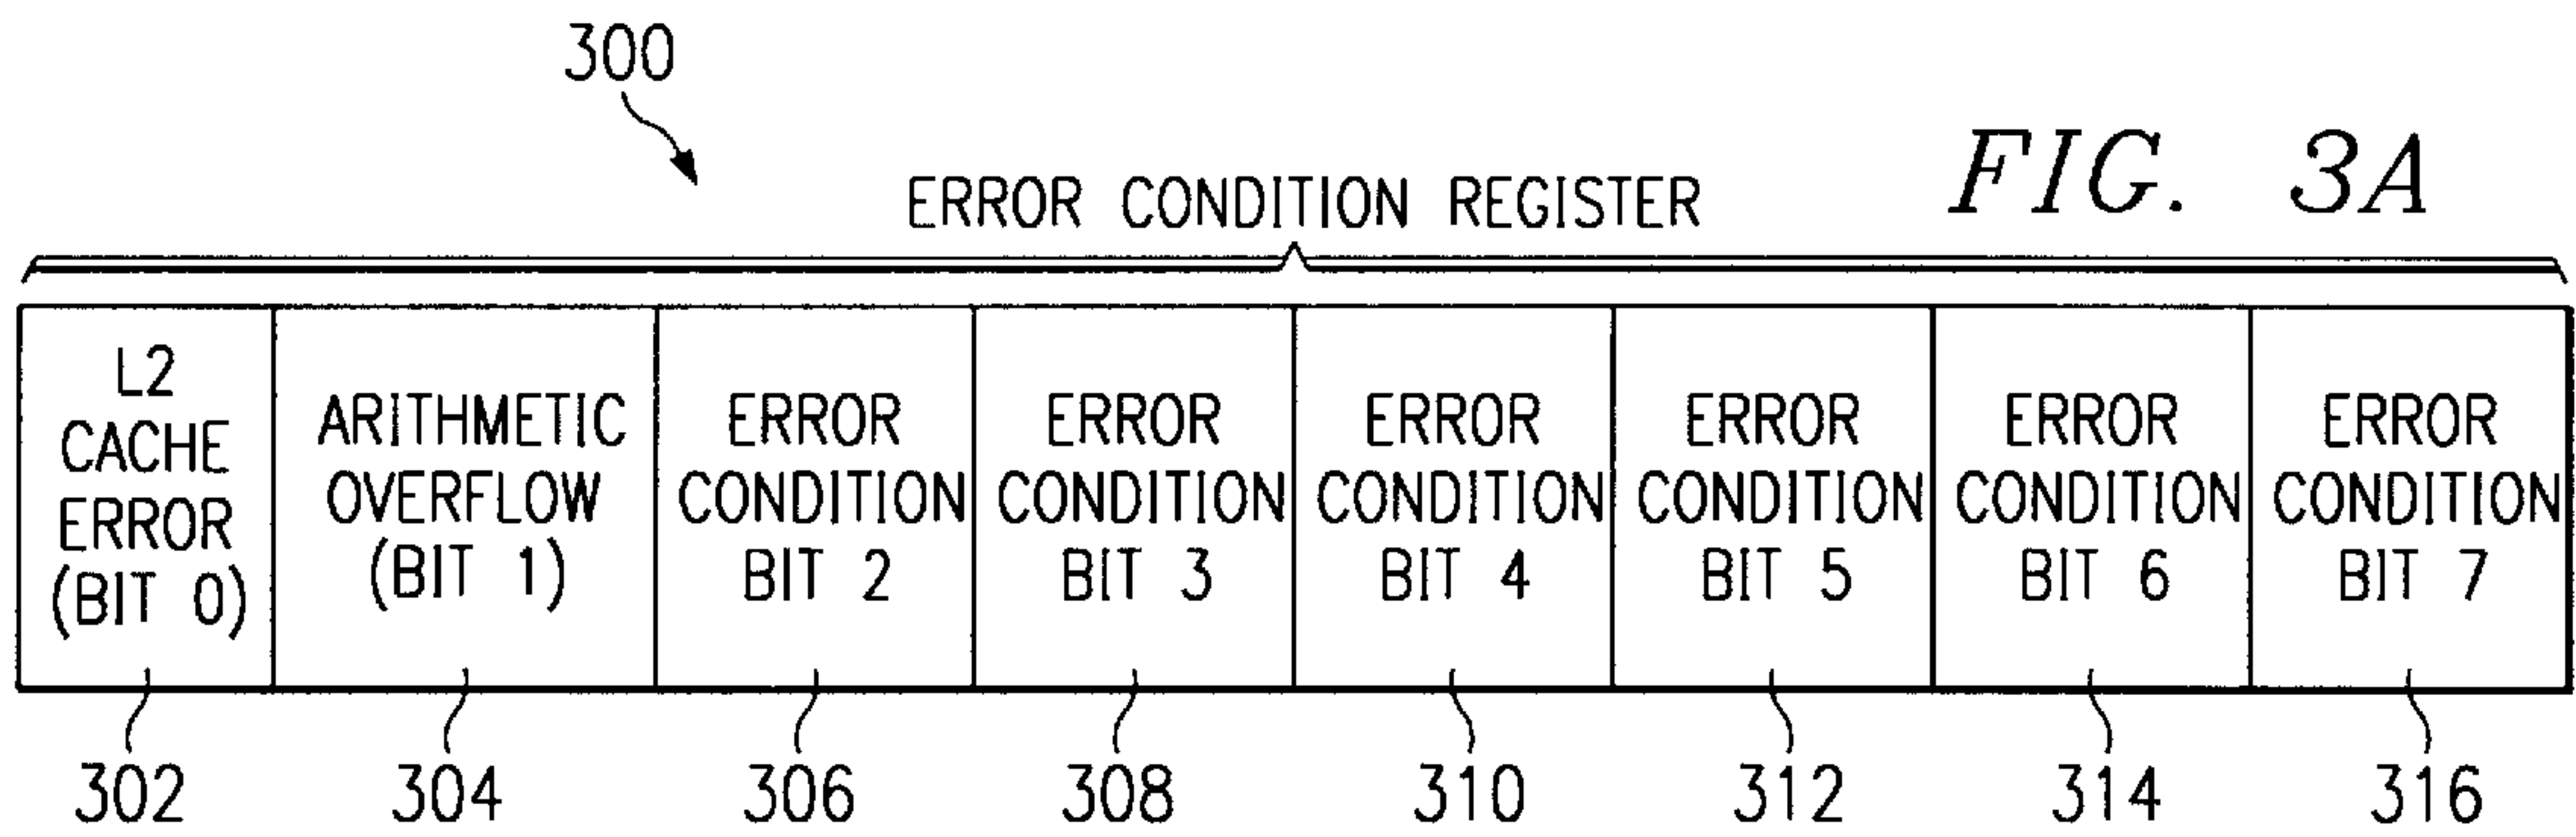 300
FIG. 3A
ERROR CONDITION REGISTER
L2
CACHE
ERROR
(BIT 0)
ARITHMETIC
OVERFLOW
(BIT 1)
ERROR
CONDITION
BIT 2
ERROR
CONDITION
BIT 3
ERROR
CONDITION
BIT 4
ERROR
CONDITION
BIT 5
ERROR
CONDITION
BIT 6
ERROR
CONDITION
BIT 7
302
304
306
308
310
312
314
316